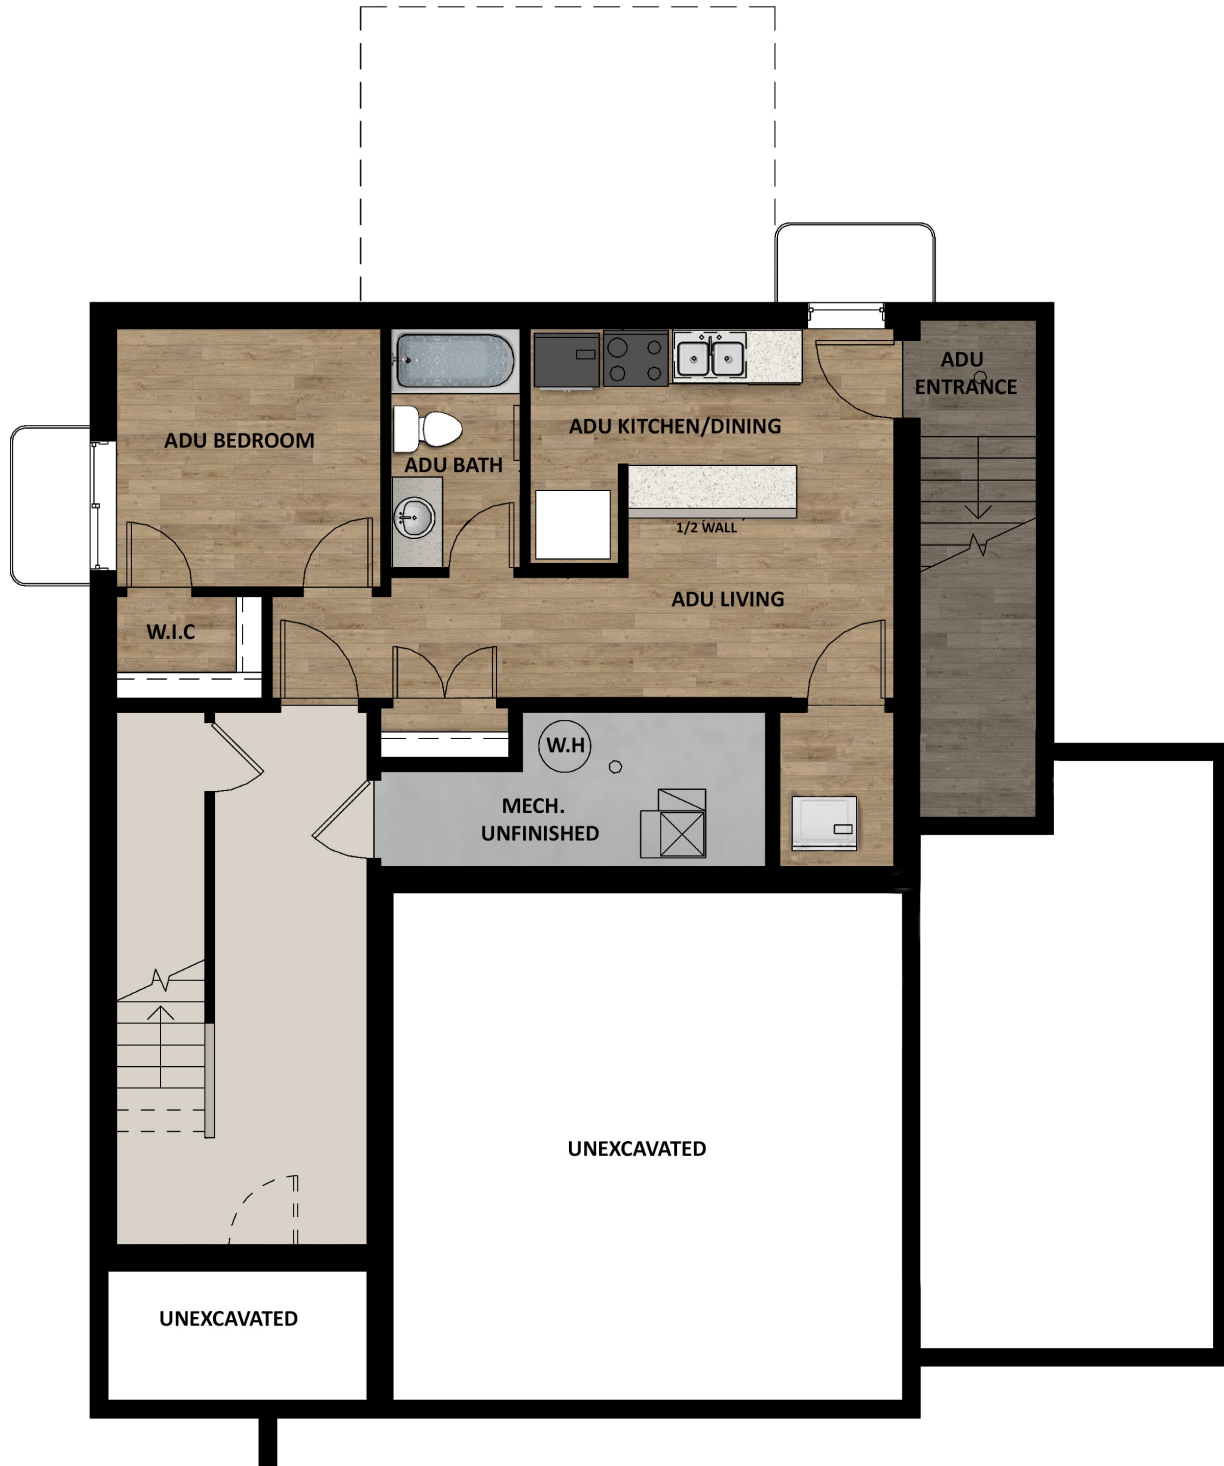 ADU
ENTRANCE
ADU KITCHEN/DINING
ADU BEDROOM
ADU BATH
1/2 WALL
ADU LIVING
W.I.C
W.H
MECH.
UNFINISHED
UNEXCAVATED
UNEXCAVATED